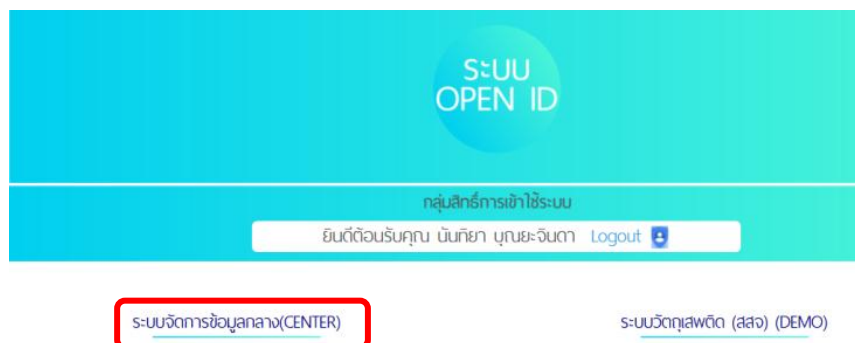 ระบบ
OPEN ID
กลุ่มสิทธิ์การเข้าใช้ระบบ
ยินดีต้อนรับคุณ นันทิยา บุณยะจินดา Logout
ระบบจัดการข้อมูลกลาง(CENTER)
ระบบวัตถุเสพติด (สสจ) (DEMO)